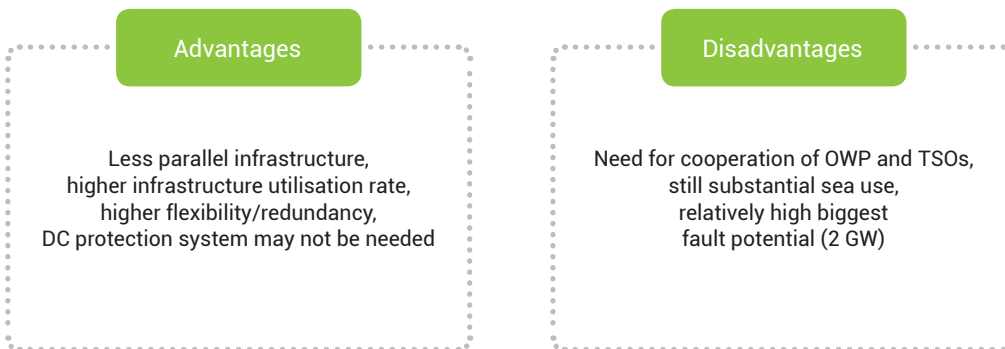 Advantages
Less parallel infrastructure,
higher infrastructure utilisation rate,
higher flexibility/redundancy,
DC protection system may not be needed
Disadvantages
Need for cooperation of OWP and TSOs,
still substantial sea use,
relatively high biggest
fault potential (2 GW)